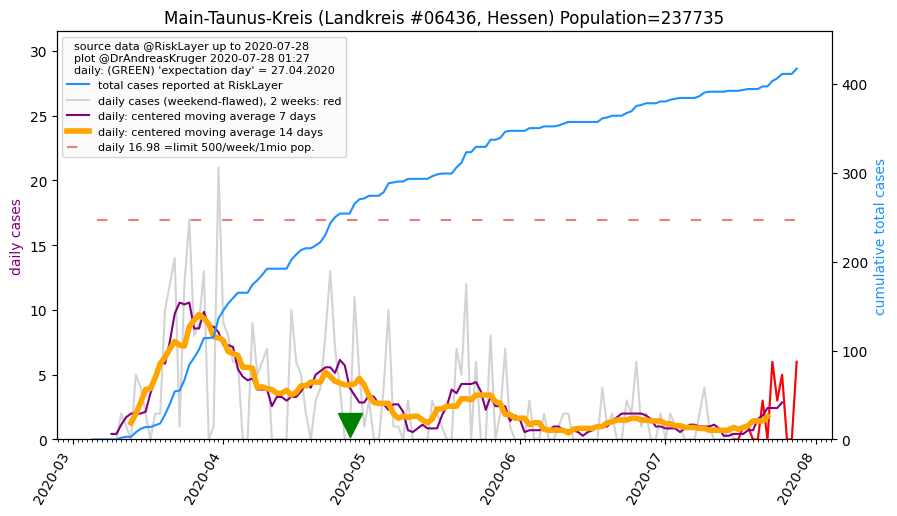 Main-Taunus-Kreis (Landkreis #06436, Hessen) Population=237735
source data @RiskLayer up to 2020-07-28
plot @DrAndreasKruger 2020-07-28 01:27
daily: (GREEN) 'expectation day' = 27.04.2020
total cases reported at RiskLayer
daily cases (weekend-flawed), 2 weeks: red
daily: centered moving average 7 days
daily: centered moving average 14 days
daily 16.98 =limit 500/week/1mio pop.
daily cases
30
25
20
15
10
5
0
cumulative total cases
400
300
200
100
0
2020-03
2020-04
2020-05
2020-06
2020-07
2020-08